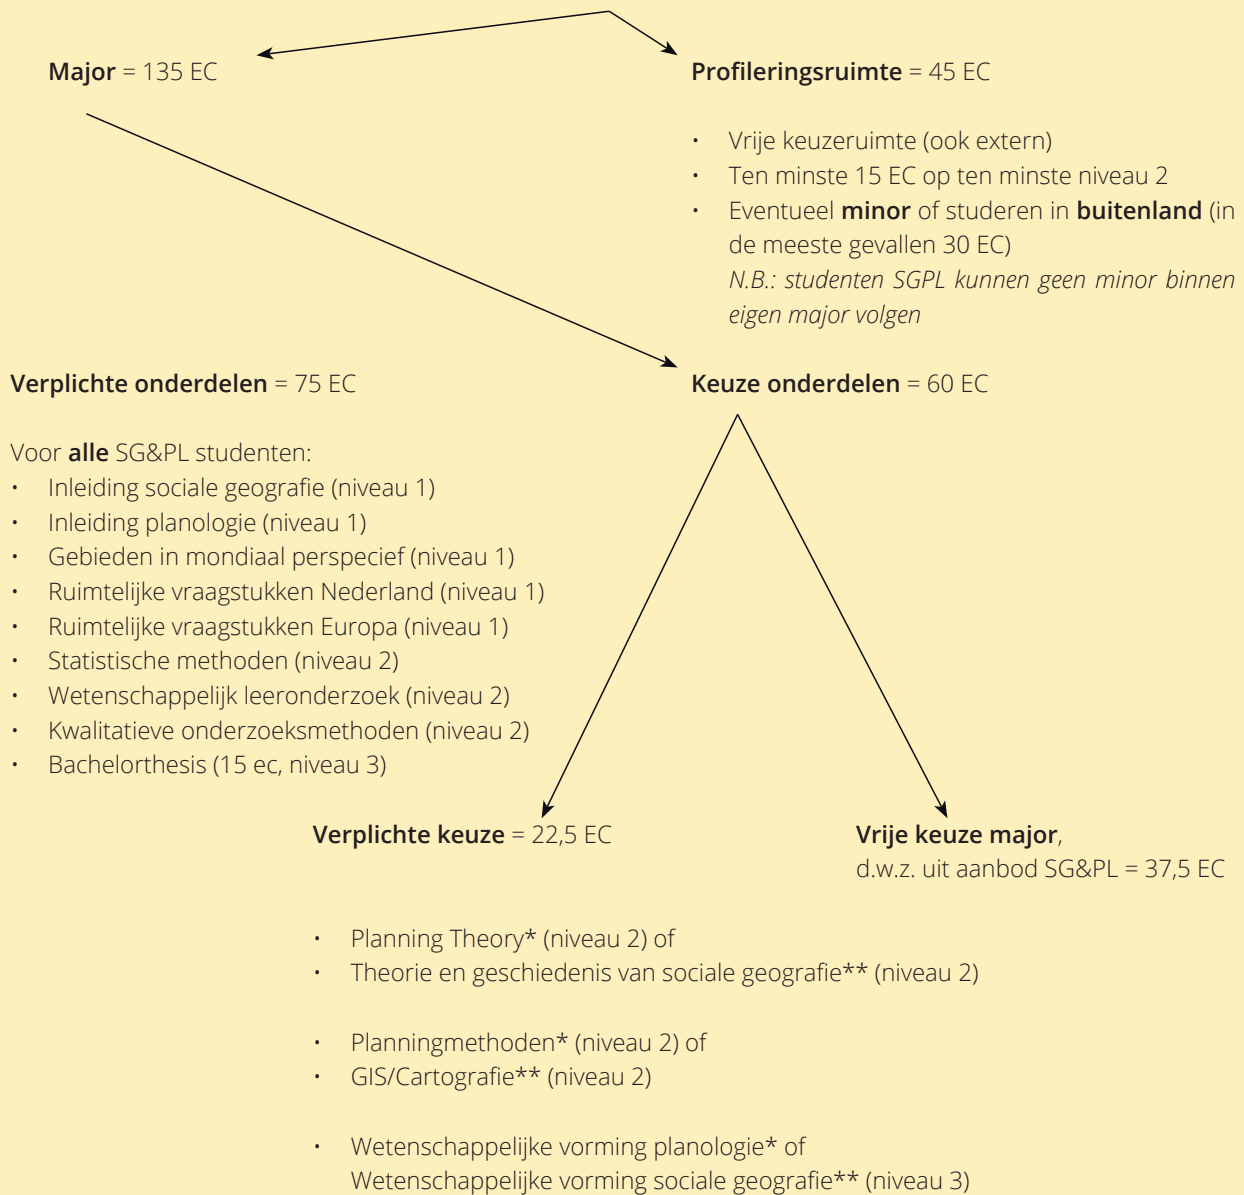 Major = 135 EC
Profileringsruimte = 45 EC
• Vrije keuzeruimte (ook extern)
• Ten minste 15 EC op ten minste niveau 2
• Eventueel minor of studeren in buitenland (in
de meeste gevallen 30 EC)
N.B.: studenten SGPL kunnen geen minor binnen
eigen major volgen
Verplichte onderdelen = 75 EC
Voor alle SG&PL studenten:
• Inleiding sociale geografie (niveau 1)
• Inleiding planologie (niveau 1)
• Gebieden in mondiaal perspecief (niveau 1)
• Ruimtelijke vraagstukken Nederland (niveau 1)
• Ruimtelijke vraagstukken Europa (niveau 1)
• Statistische methoden (niveau 2)
• Wetenschappelijk leeronderzoek (niveau 2)
• Kwalitatieve onderzoeksmethoden (niveau 2)
• Bachelorthesis (15 ec, niveau 3)
Keuze onderdelen = 60 EC
Verplichte keuze = 22,5 EC
• Planning Theory* (niveau 2) of
• Theorie en geschiedenis van sociale geografie** (niveau 2)
• Planningmethoden* (niveau 2) of
• GIS/Cartografie** (niveau 2)
• Wetenschappelijke vorming planologie* of
Wetenschappelijke vorming sociale geografie** (niveau 3)
Vrije keuze major,
d.w.z. uit aanbod SG&PL = 37,5 EC